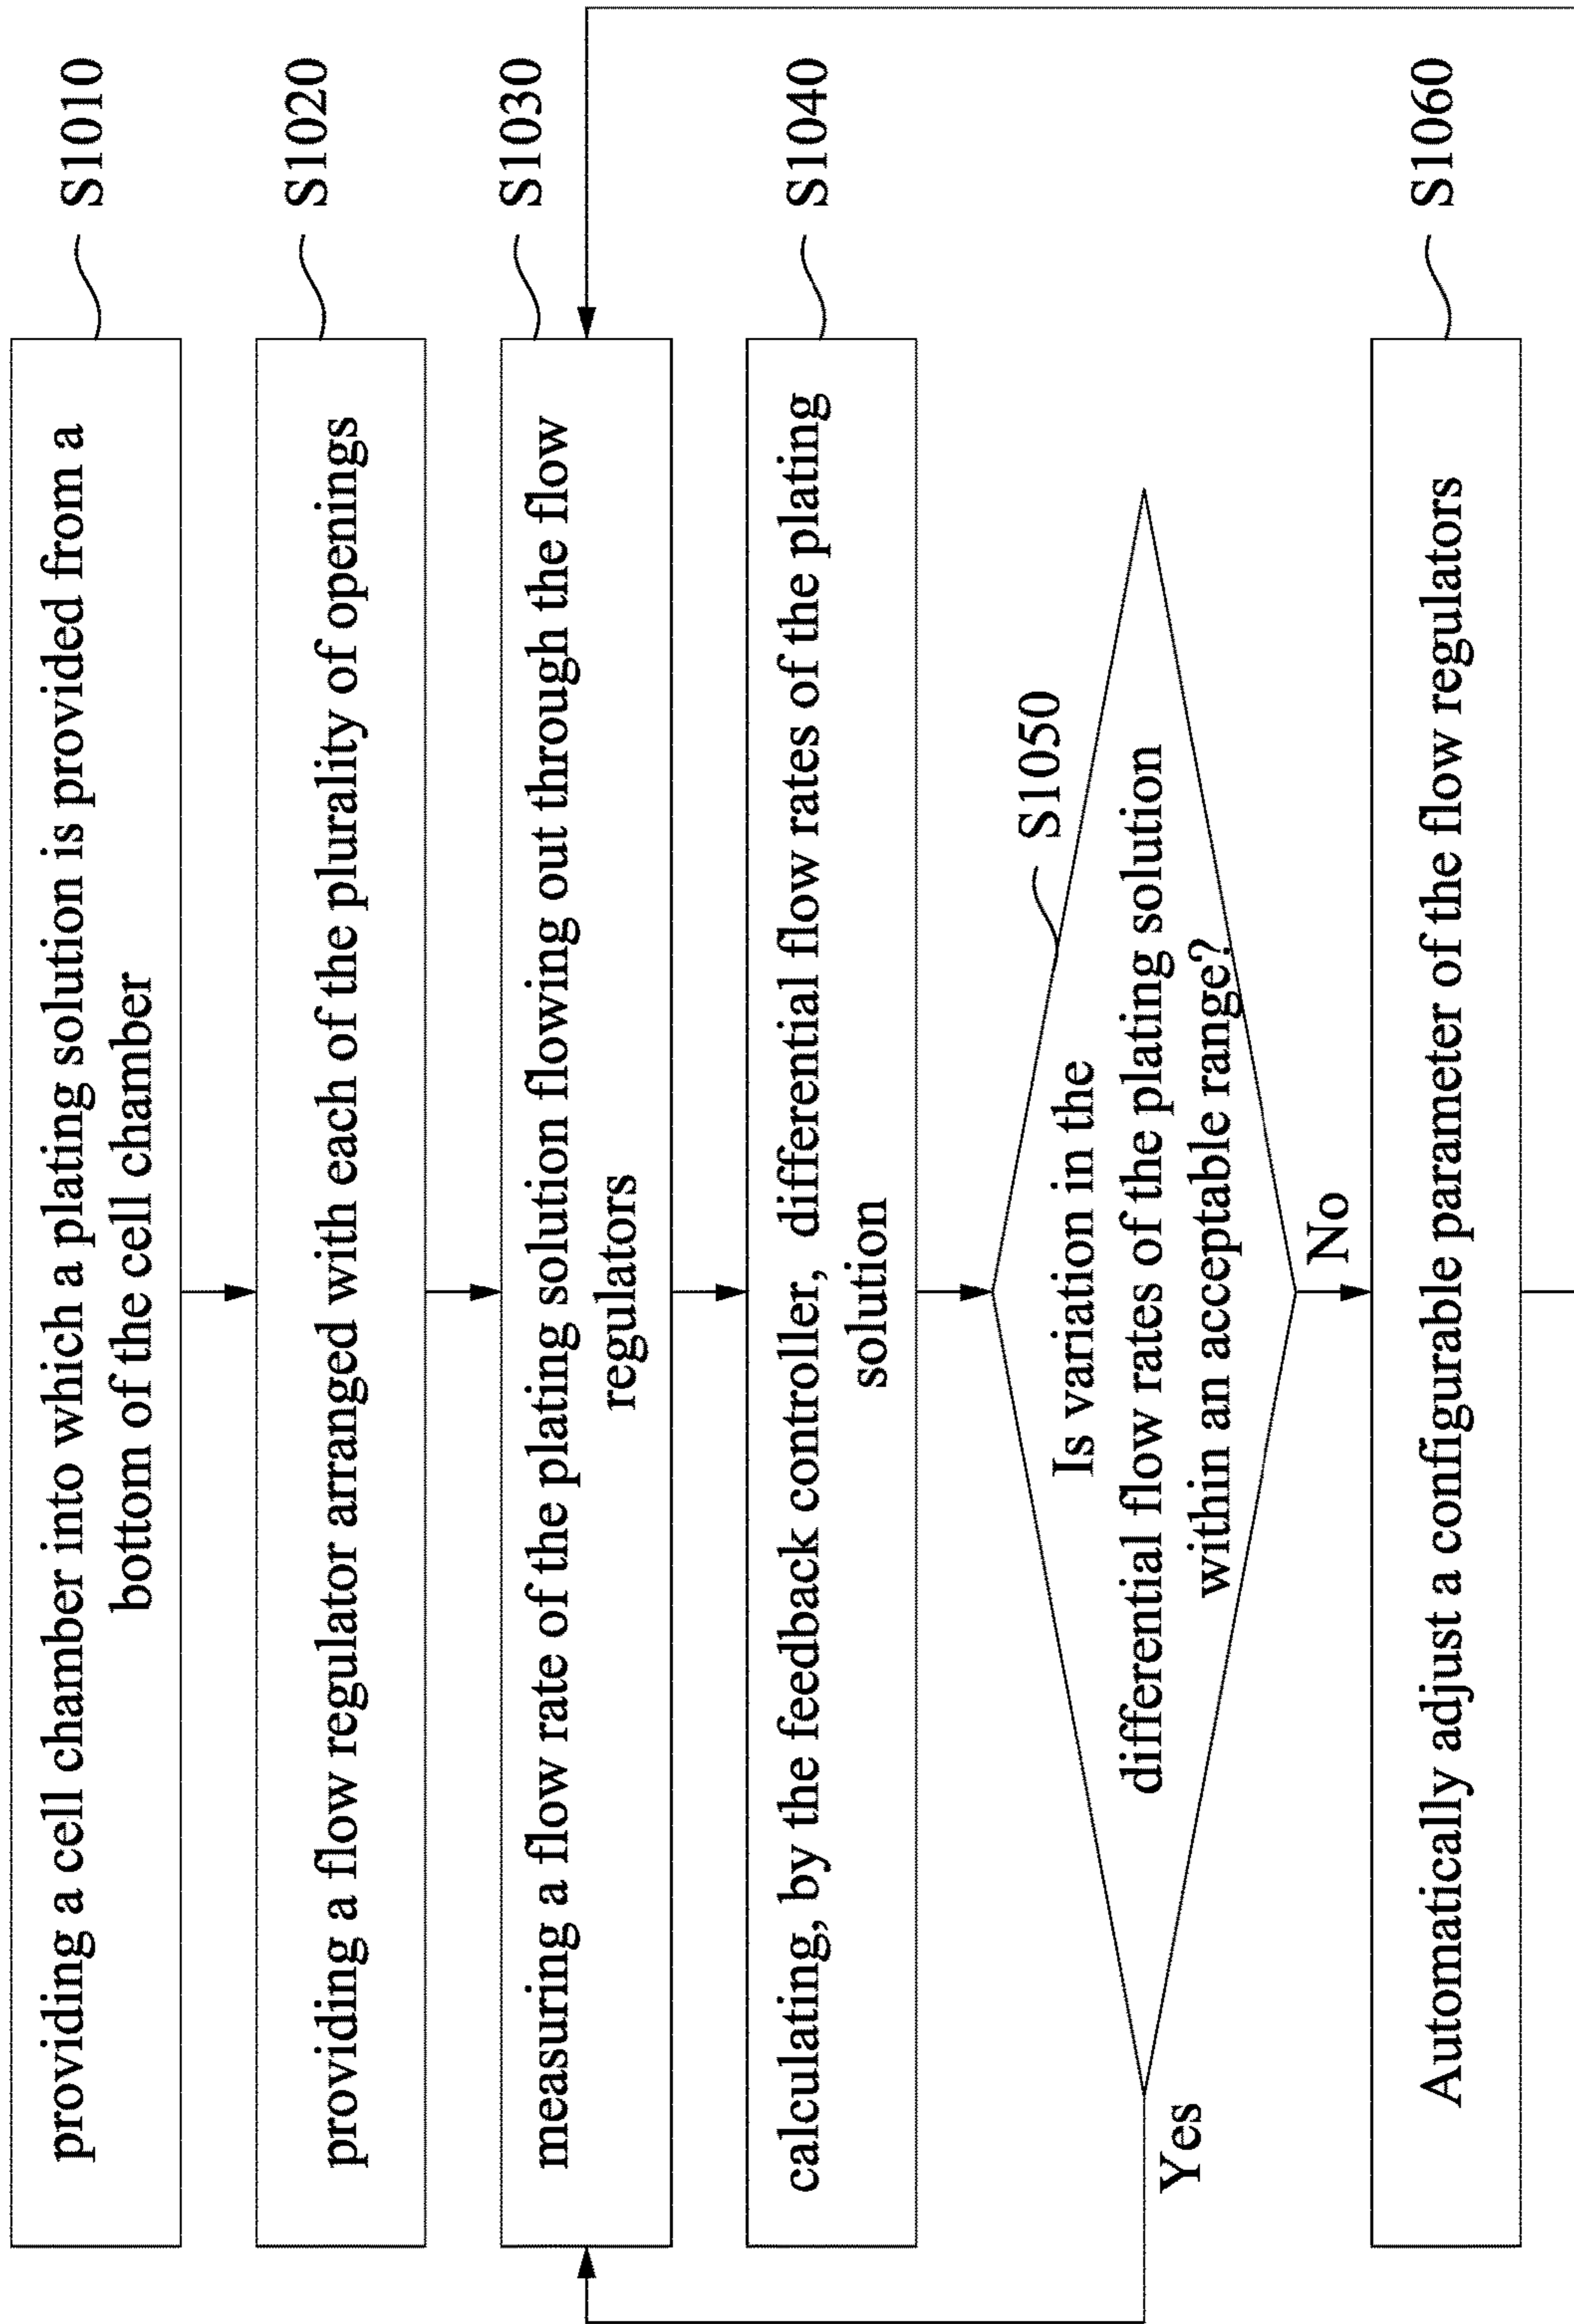 providing a cell chamber into which a plating solution is provided from a
bottom of the cell chamber
S1010
providing a flow regulator arranged with each of the plurality of openings
S1020
measuring a flow rate of the plating solution flowing out through the flow
regulators
S1030
calculating, by the feedback controller, differential flow rates of the plating
solution
S1040
Is variation in the
differential flow rates of the plating solution
within an acceptable range?
S1050
Yes
No
Automatically adjust a configurable parameter of the flow regulators
S1060